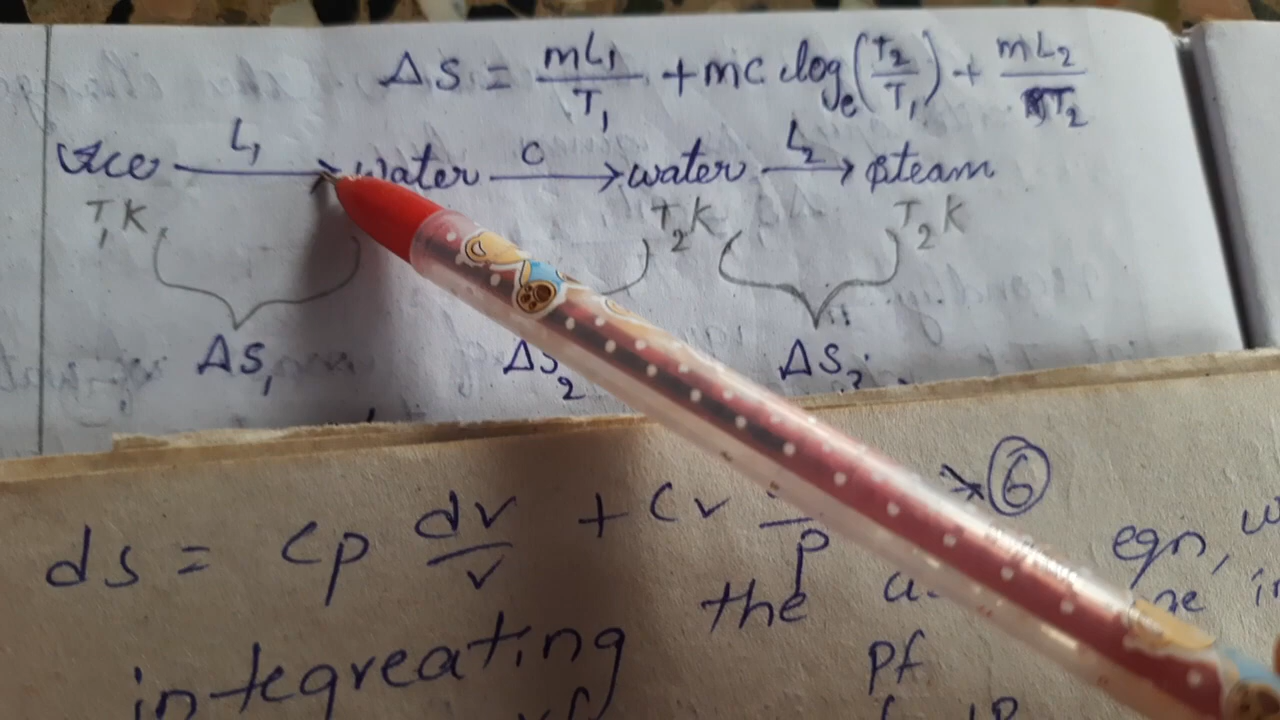 ΔS = mL₁/T₁ + mc logₑ(T₂/T₁) + mL₂/T₂
Ice —L₁→ water —c→ water —L₂→ steam
T₁K T₂K T₂K
ΔS₁ ΔS₂ ΔS₃
→ 6
ds = Cp dv/v + Cv /P
eqn,
integreating the
pf